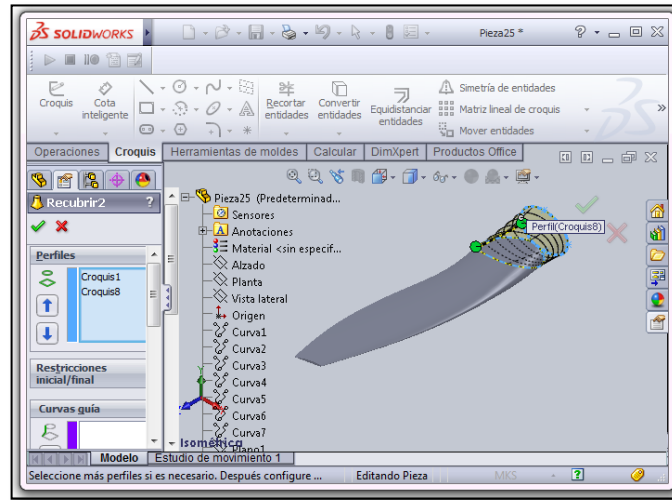 SOLIDWORKS
Pieza25 *
Croquis
Cota inteligente
Recortar entidades
Convertir entidades
Equidistanciar entidades
Simetría de entidades
Matriz lineal de croquis
Mover entidades
Operaciones Croquis Herramientas de moldes Calcular DimXpert Productos Office
Recubrir2 ?
Perfiles
Croquis1
Croquis8
Restricciones inicial/final
Curvas guía
Pieza25 (Predeterminad...
Sensores
Anotaciones
Material <sin especif...
Alzado
Planta
Vista lateral
Origen
Curva1
Curva2
Curva3
Curva4
Curva5
Curva6
Curva7
Plano1
Perfil(Croquis8)
Y
*Isométrica
Modelo Estudio de movimiento 1
Seleccione más perfiles si es necesario. Después configure ... Editando Pieza MKS